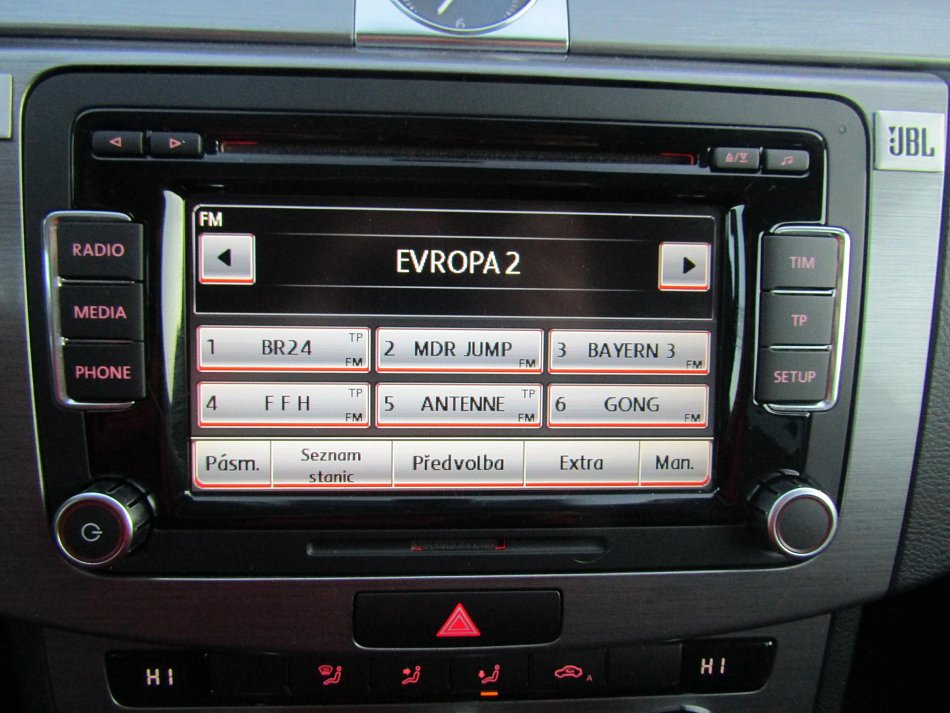 6
JBL
FM
EVROPA 2
RADIO
MEDIA
PHONE
TIM
TP
SETUP
1 BR24 TP FM
2 MDR JUMP FM
3 BAYERN 3 FM
4 FFH TP FM
5 ANTENNE TP FM
6 GONG FM
Pásm.
Seznam
stanic
Předvolba
Extra
Man.
HI
A
HI